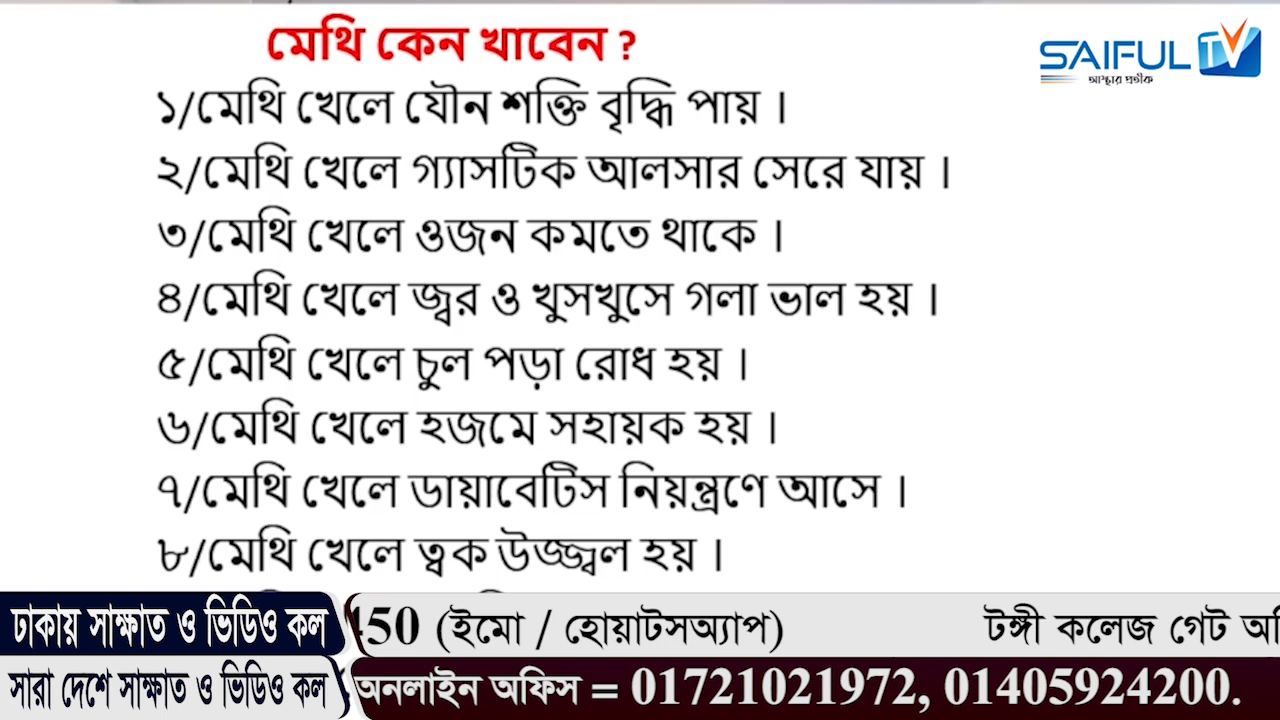 মেথি কেন খাবেন ?
SAIFUL TV
আস্থার প্রতীক
১/মেথি খেলে যৌন শক্তি বৃদ্ধি পায় ।
২/মেথি খেলে গ্যাসটিক আলসার সেরে যায় ।
৩/মেথি খেলে ওজন কমতে থাকে ।
৪/মেথি খেলে জ্বর ও খুসখুসে গলা ভাল হয় ।
৫/মেথি খেলে চুল পড়া রোধ হয় ।
৬/মেথি খেলে হজমে সহায়ক হয় ।
৭/মেথি খেলে ডায়াবেটিস নিয়ন্ত্রণে আসে ।
৮/মেথি খেলে ত্বক উজ্জ্বল হয় ।
ঢাকায় সাক্ষাত ও ভিডিও কল 450 (ইমো / হোয়াটসঅ্যাপ) টঙ্গী কলেজ গেট
সারা দেশে সাক্ষাত ও ভিডিও কল অনলাইন অফিস = 01721021972, 01405924200.